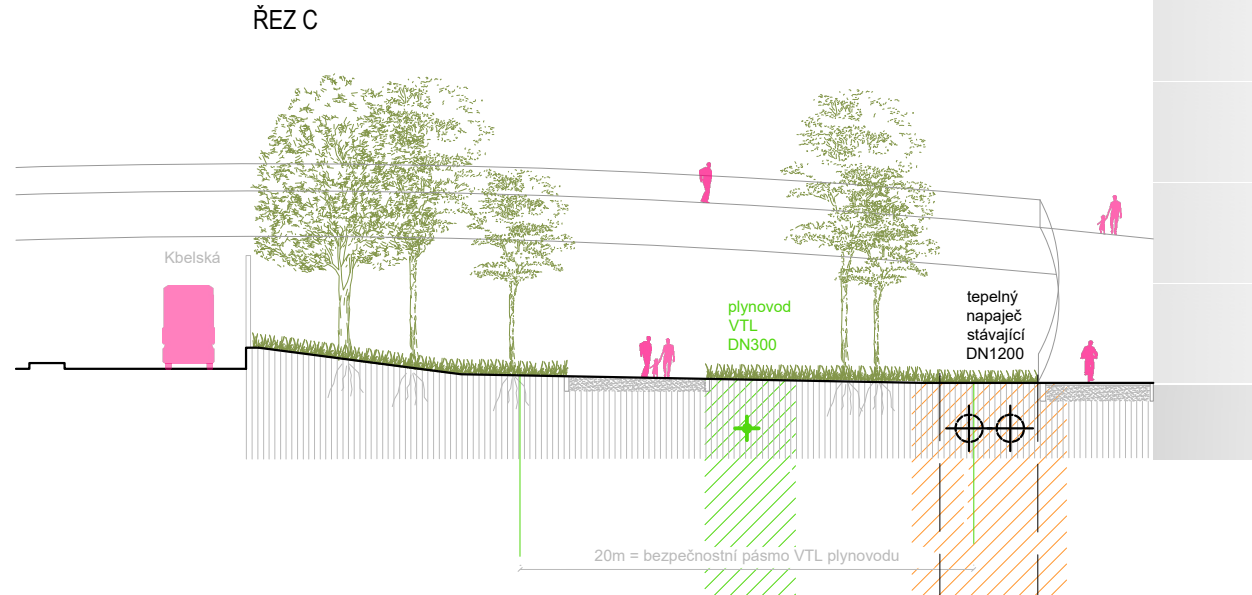 ŘEZ C
Kbelská
plynovod
VTL
DN300
tepelný
napaječ
stávající
DN1200
20m = bezpečnostní pásmo VTL plynovodu